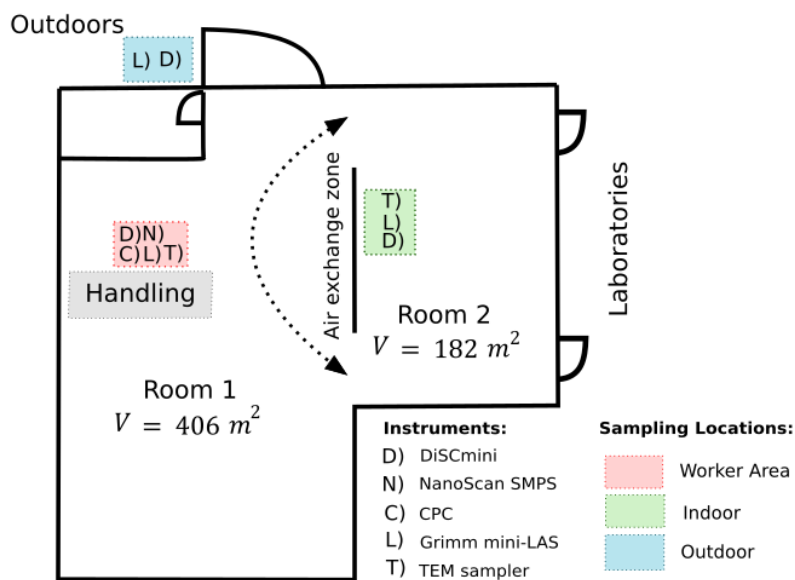 Outdoors
L) D)
D)N)
C)L)T)
Handling
Air exchange zone
T)
L)
D)
Room 2
V = 182 m²
Laboratories
Room 1
V = 406 m²
Instruments:
D) DiSCmini
N) NanoScan SMPS
C) CPC
L) Grimm mini-LAS
T) TEM sampler
Sampling Locations:
Worker Area
Indoor
Outdoor